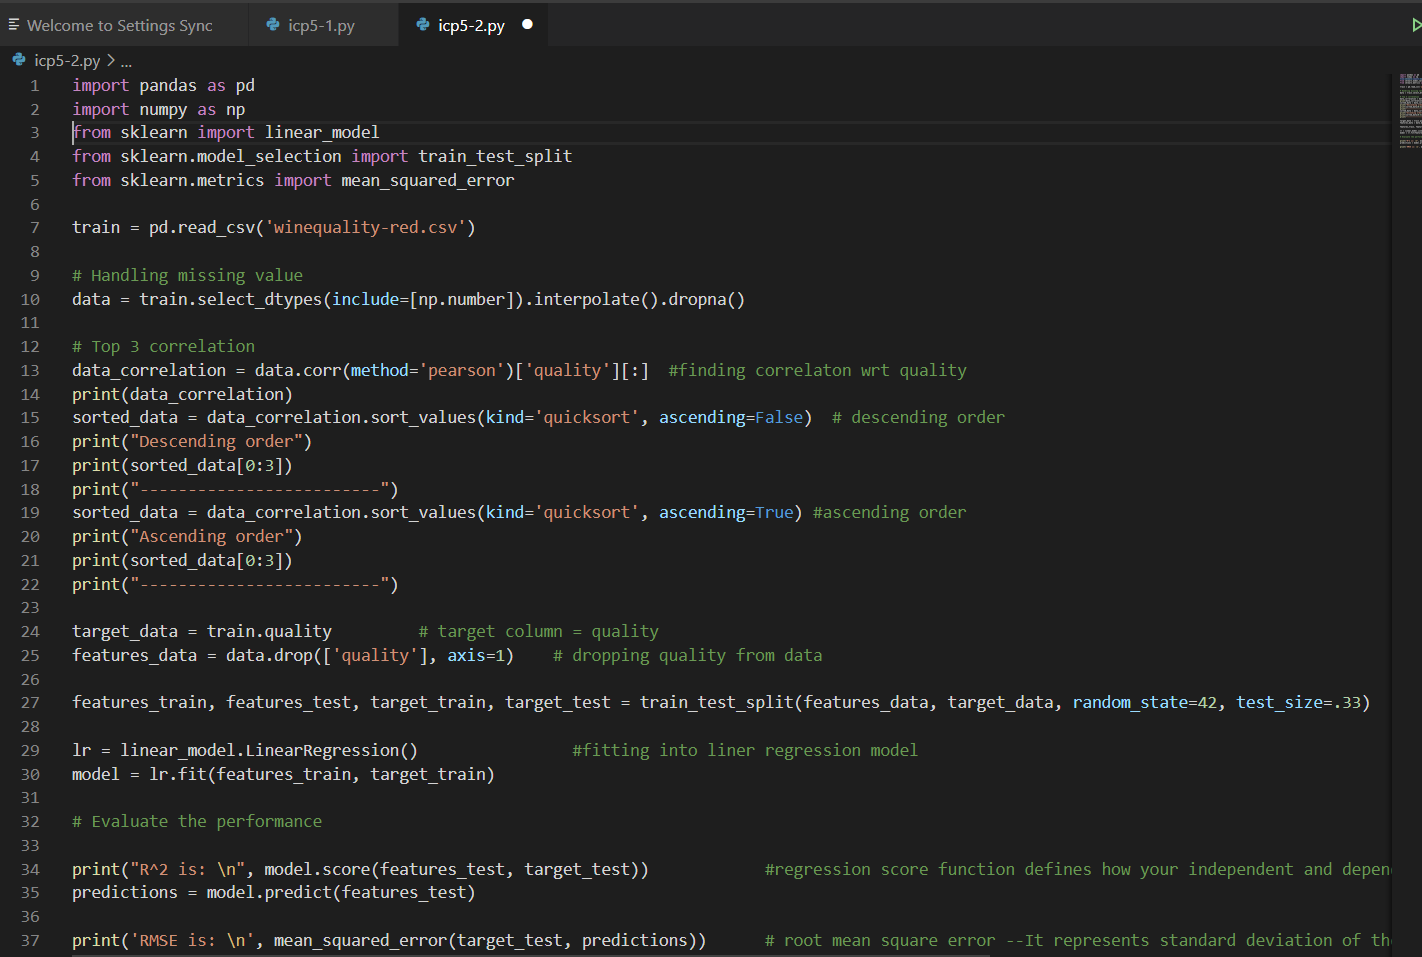 Welcome to Settings Sync
icp5-1.py
icp5-2.py
icp5-2.py > ...
1 import pandas as pd
2 import numpy as np
3 from sklearn import linear_model
4 from sklearn.model_selection import train_test_split
5 from sklearn.metrics import mean_squared_error
6
7 train = pd.read_csv('winequality-red.csv')
8
9 # Handling missing value
10 data = train.select_dtypes(include=[np.number]).interpolate().dropna()
11
12 # Top 3 correlation
13 data_correlation = data.corr(method='pearson')['quality'][:]  #finding correlaton wrt quality
14 print(data_correlation)
15 sorted_data = data_correlation.sort_values(kind='quicksort', ascending=False)  # descending order
16 print("Descending order")
17 print(sorted_data[0:3])
18 print("-------------------------")
19 sorted_data = data_correlation.sort_values(kind='quicksort', ascending=True) #ascending order
20 print("Ascending order")
21 print(sorted_data[0:3])
22 print("-------------------------")
23
24 target_data = train.quality         # target column = quality
25 features_data = data.drop(['quality'], axis=1)    # dropping quality from data
26
27 features_train, features_test, target_train, target_test = train_test_split(features_data, target_data, random_state=42, test_size=.33)
28
29 lr = linear_model.LinearRegression()                #fitting into liner regression model
30 model = lr.fit(features_train, target_train)
31
32 # Evaluate the performance
33
34 print("R^2 is: \n", model.score(features_test, target_test))            #regression score function defines how your independent and depen
35 predictions = model.predict(features_test)
36
37 print('RMSE is: \n', mean_squared_error(target_test, predictions))      # root mean square error --It represents standard deviation of th